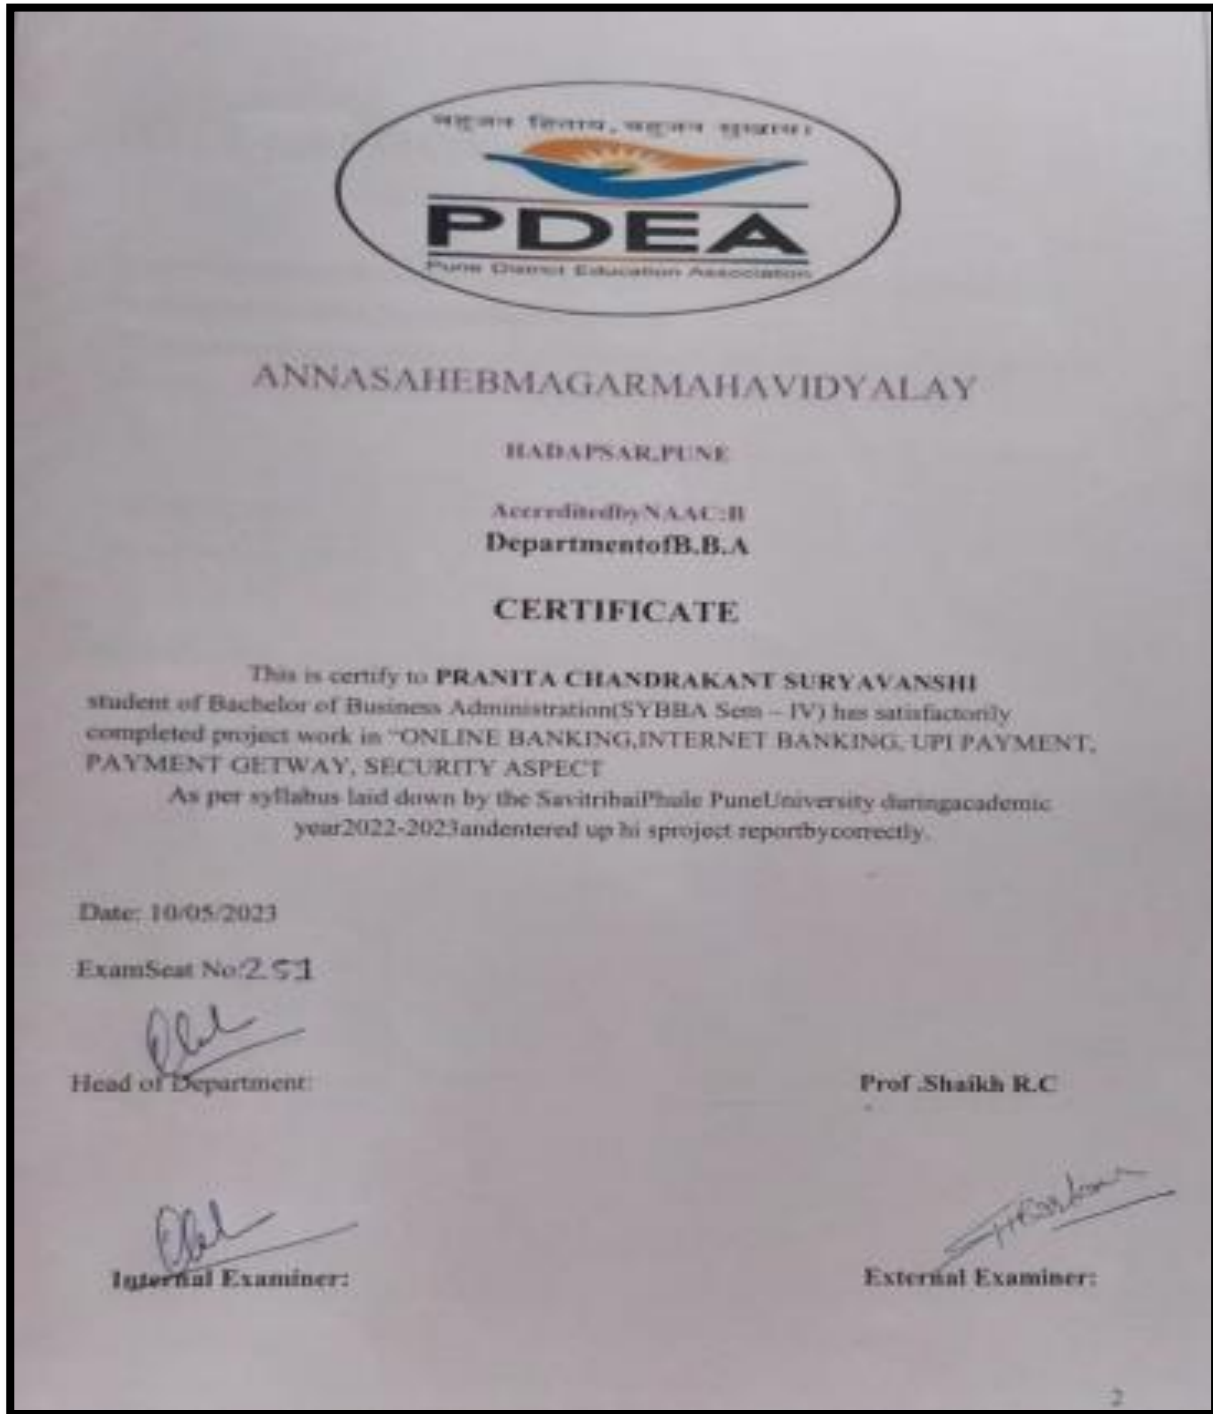 बहुजन हिताय, बहुजन सुखाय।
PDEA
Pune District Education Association
ANNASAHEBMAGARMAHAVIDYALAY
HADAPSAR,PUNE
AccreditedbyNAAC:B
DepartmentofB.B.A
CERTIFICATE
This is certify to PRANITA CHANDRAKANT SURYAVANSHI
student of Bachelor of Business Administration(SYBBA Sem – IV) has satisfactorily
completed project work in “ONLINE BANKING,INTERNET BANKING, UPI PAYMENT,
PAYMENT GETWAY, SECURITY ASPECT
As per syllabus laid down by the SavitribaiPhule PuneUniversity duringacademic
year2022-2023andentered up hi sproject reportbycorrectly.
Date: 10/05/2023
ExamSeat No:251
Head of Department:
Prof .Shaikh R.C
Internal Examiner:
External Examiner:
2